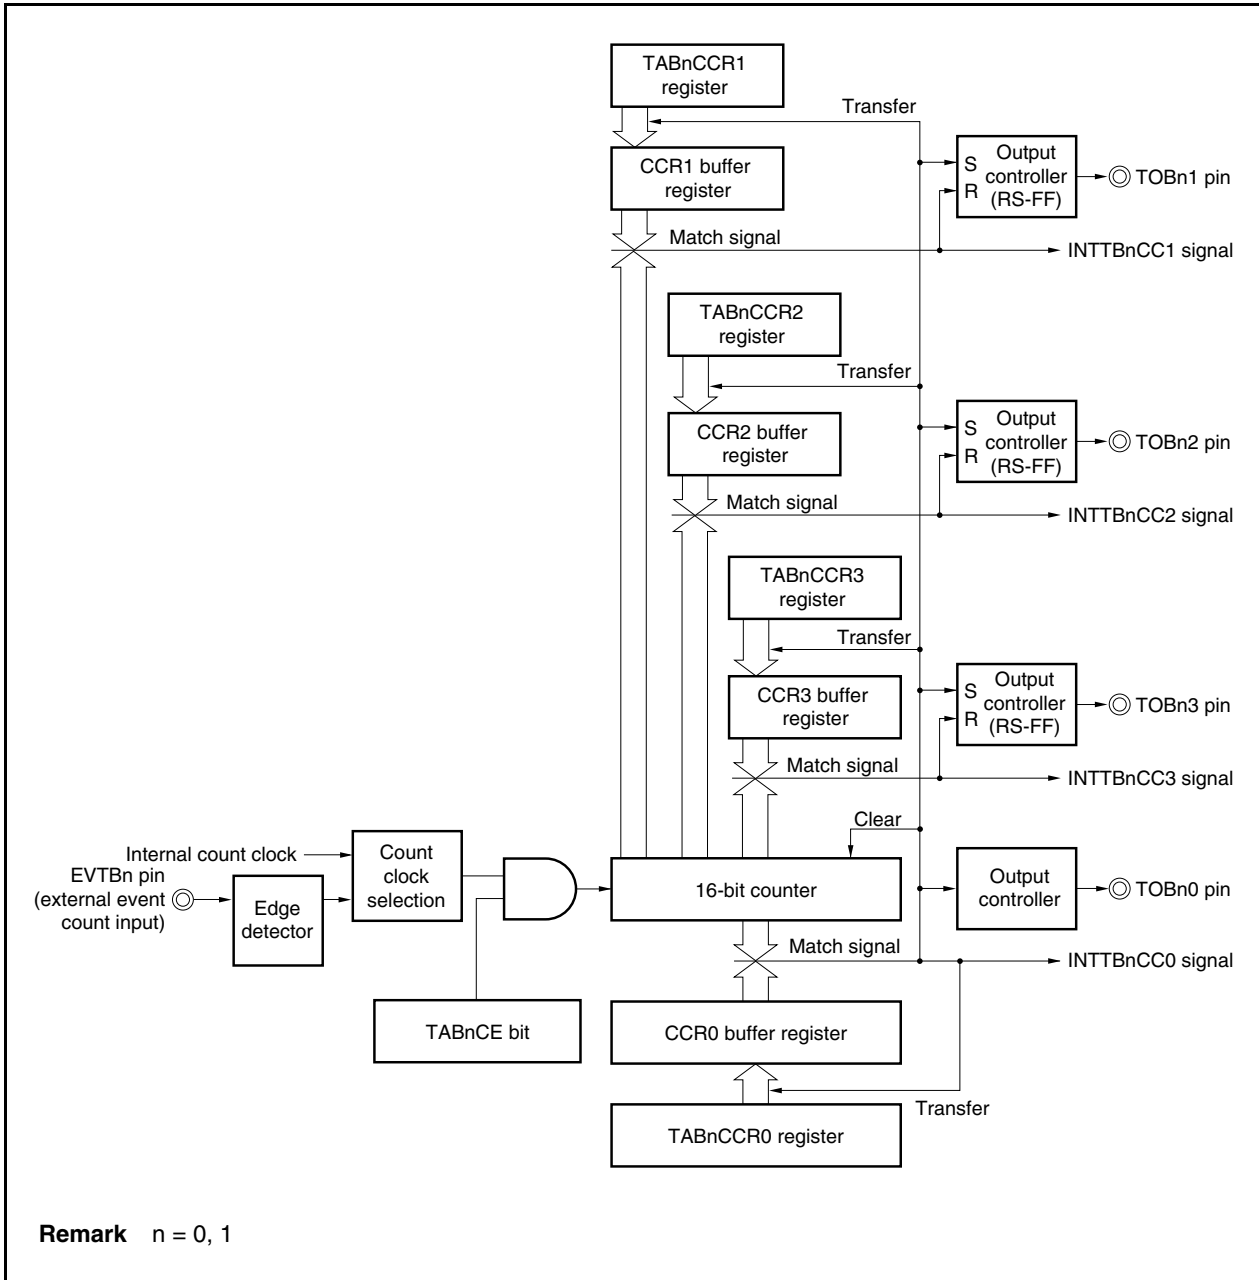 TABnCCR1
register
Transfer
CCR1 buffer
register
S
R
Output
controller
(RS-FF)
TOBn1 pin
Match signal
INTTBnCC1 signal
TABnCCR2
register
Transfer
CCR2 buffer
register
S
R
Output
controller
(RS-FF)
TOBn2 pin
Match signal
INTTBnCC2 signal
TABnCCR3
register
Transfer
CCR3 buffer
register
S
R
Output
controller
(RS-FF)
TOBn3 pin
Match signal
INTTBnCC3 signal
Clear
Internal count clock
EVTBn pin
(external event
count input)
Edge
detector
Count
clock
selection
16-bit counter
Output
controller
TOBn0 pin
Match signal
INTTBnCC0 signal
TABnCE bit
CCR0 buffer register
Transfer
TABnCCR0 register
Remark n = 0, 1